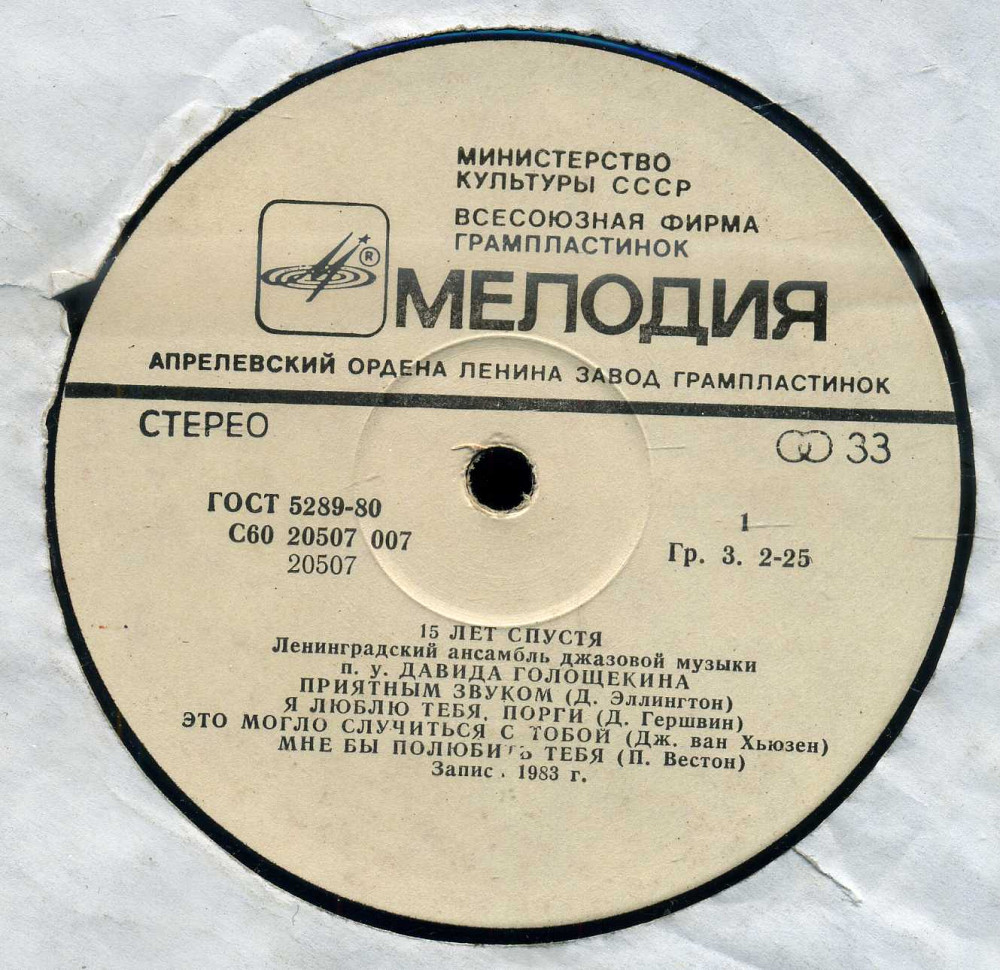 МИНИСТЕРСТВО
КУЛЬТУРЫ СССР
ВСЕСОЮЗНАЯ ФИРМА
ГРАМПЛАСТИНОК
®
МЕЛОДИЯ
АПРЕЛЕВСКИЙ ОРДЕНА ЛЕНИНА ЗАВОД ГРАМПЛАСТИНОК
СТЕРЕО
33
ГОСТ 5289-80
С60 20507 007
20507
1
Гр. 3. 2-25
15 ЛЕТ СПУСТЯ
Ленинградский ансамбль джазовой музыки
п. у. ДАВИДА ГОЛОЩЕКИНА
ПРИЯТНЫМ ЗВУКОМ (Д. Эллингтон)
Я ЛЮБЛЮ ТЕБЯ, ПОРГИ (Д. Гершвин)
ЭТО МОГЛО СЛУЧИТЬСЯ С ТОБОЙ (Дж. ван Хьюзен)
МНЕ БЫ ПОЛЮБИТЬ ТЕБЯ (П. Вестон)
Запис. 1983 г.